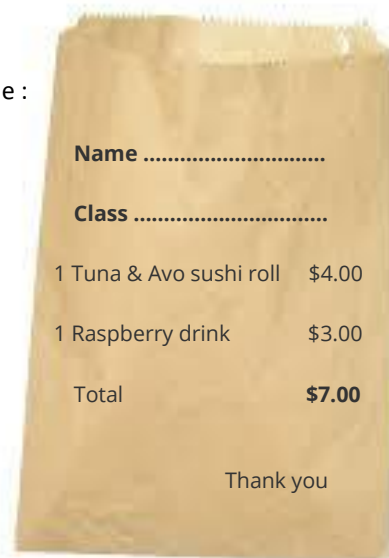 e :
Name ..............................
Class ................................
1 Tuna & Avo sushi roll $4.00
1 Raspberry drink $3.00
Total $7.00
Thank you